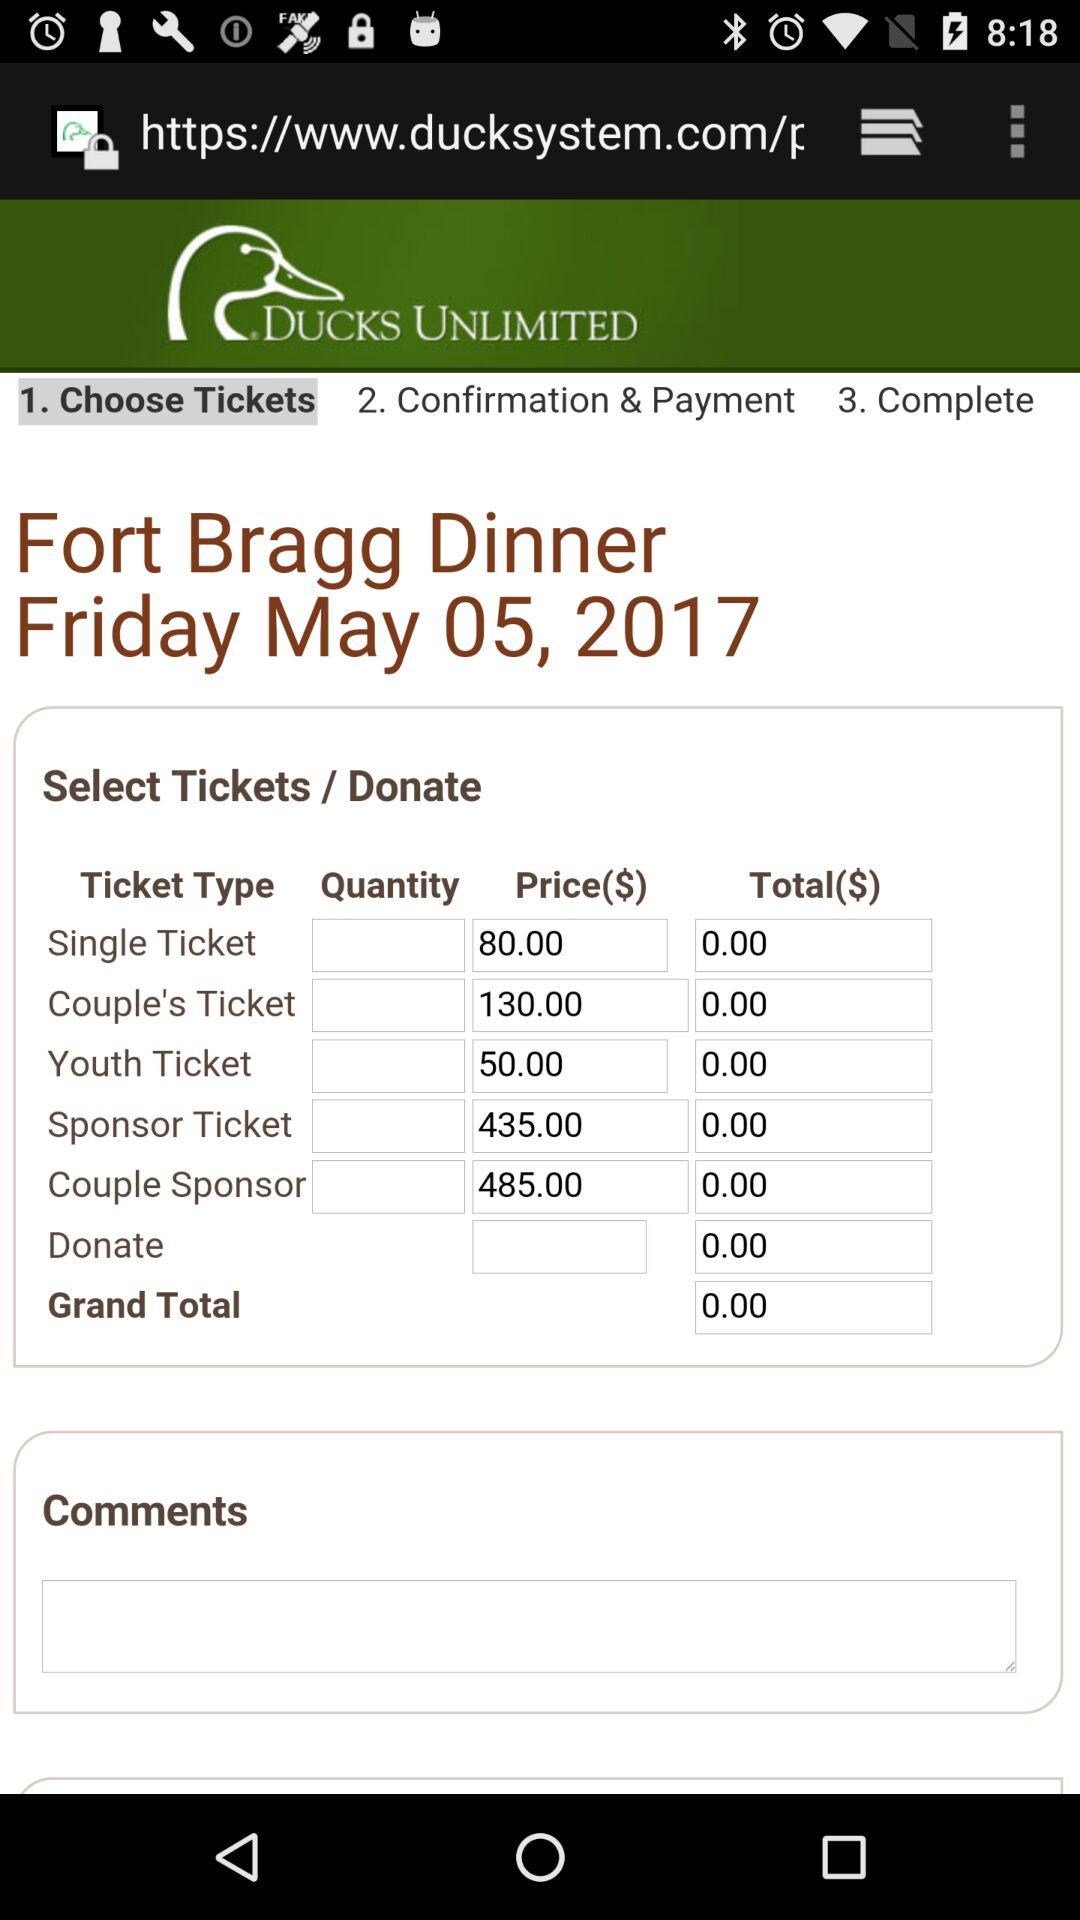 FAKE
8:18
https://www.ducksystem.com/p
DUCKS UNLIMITED
1. Choose Tickets 2. Confirmation & Payment 3. Complete
Fort Bragg Dinner
Friday May 05, 2017
Select Tickets / Donate
Ticket Type Quantity Price($) Total($)
Single Ticket 80.00 0.00
Couple's Ticket 130.00 0.00
Youth Ticket 50.00 0.00
Sponsor Ticket 435.00 0.00
Couple Sponsor 485.00 0.00
Donate 0.00
Grand Total 0.00
Comments